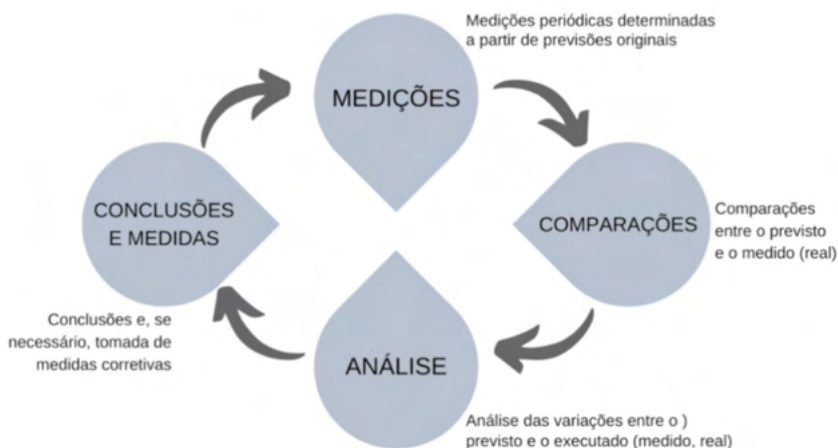 Medições periódicas determinadas
a partir de previsões originais
MEDIÇÕES
COMPARAÇÕES
Comparações
entre o previsto
e o medido (real)
ANÁLISE
Análise das variações entre o )
previsto e o executado (medido, real)
CONCLUSÕES
E MEDIDAS
Conclusões e, se
necessário, tomada de
medidas corretivas